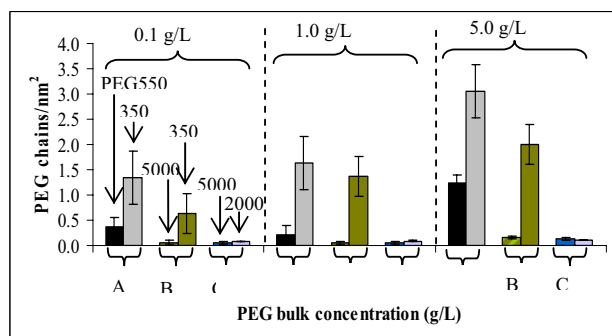 0.1 g/L
1.0 g/L
5.0 g/L
PEG chains/nm²
4.0
3.5
3.0
2.5
2.0
1.5
1.0
0.5
0.0
PEG550
350
350
5000
5000
2000
A
B
C
B
C
PEG bulk concentration (g/L)